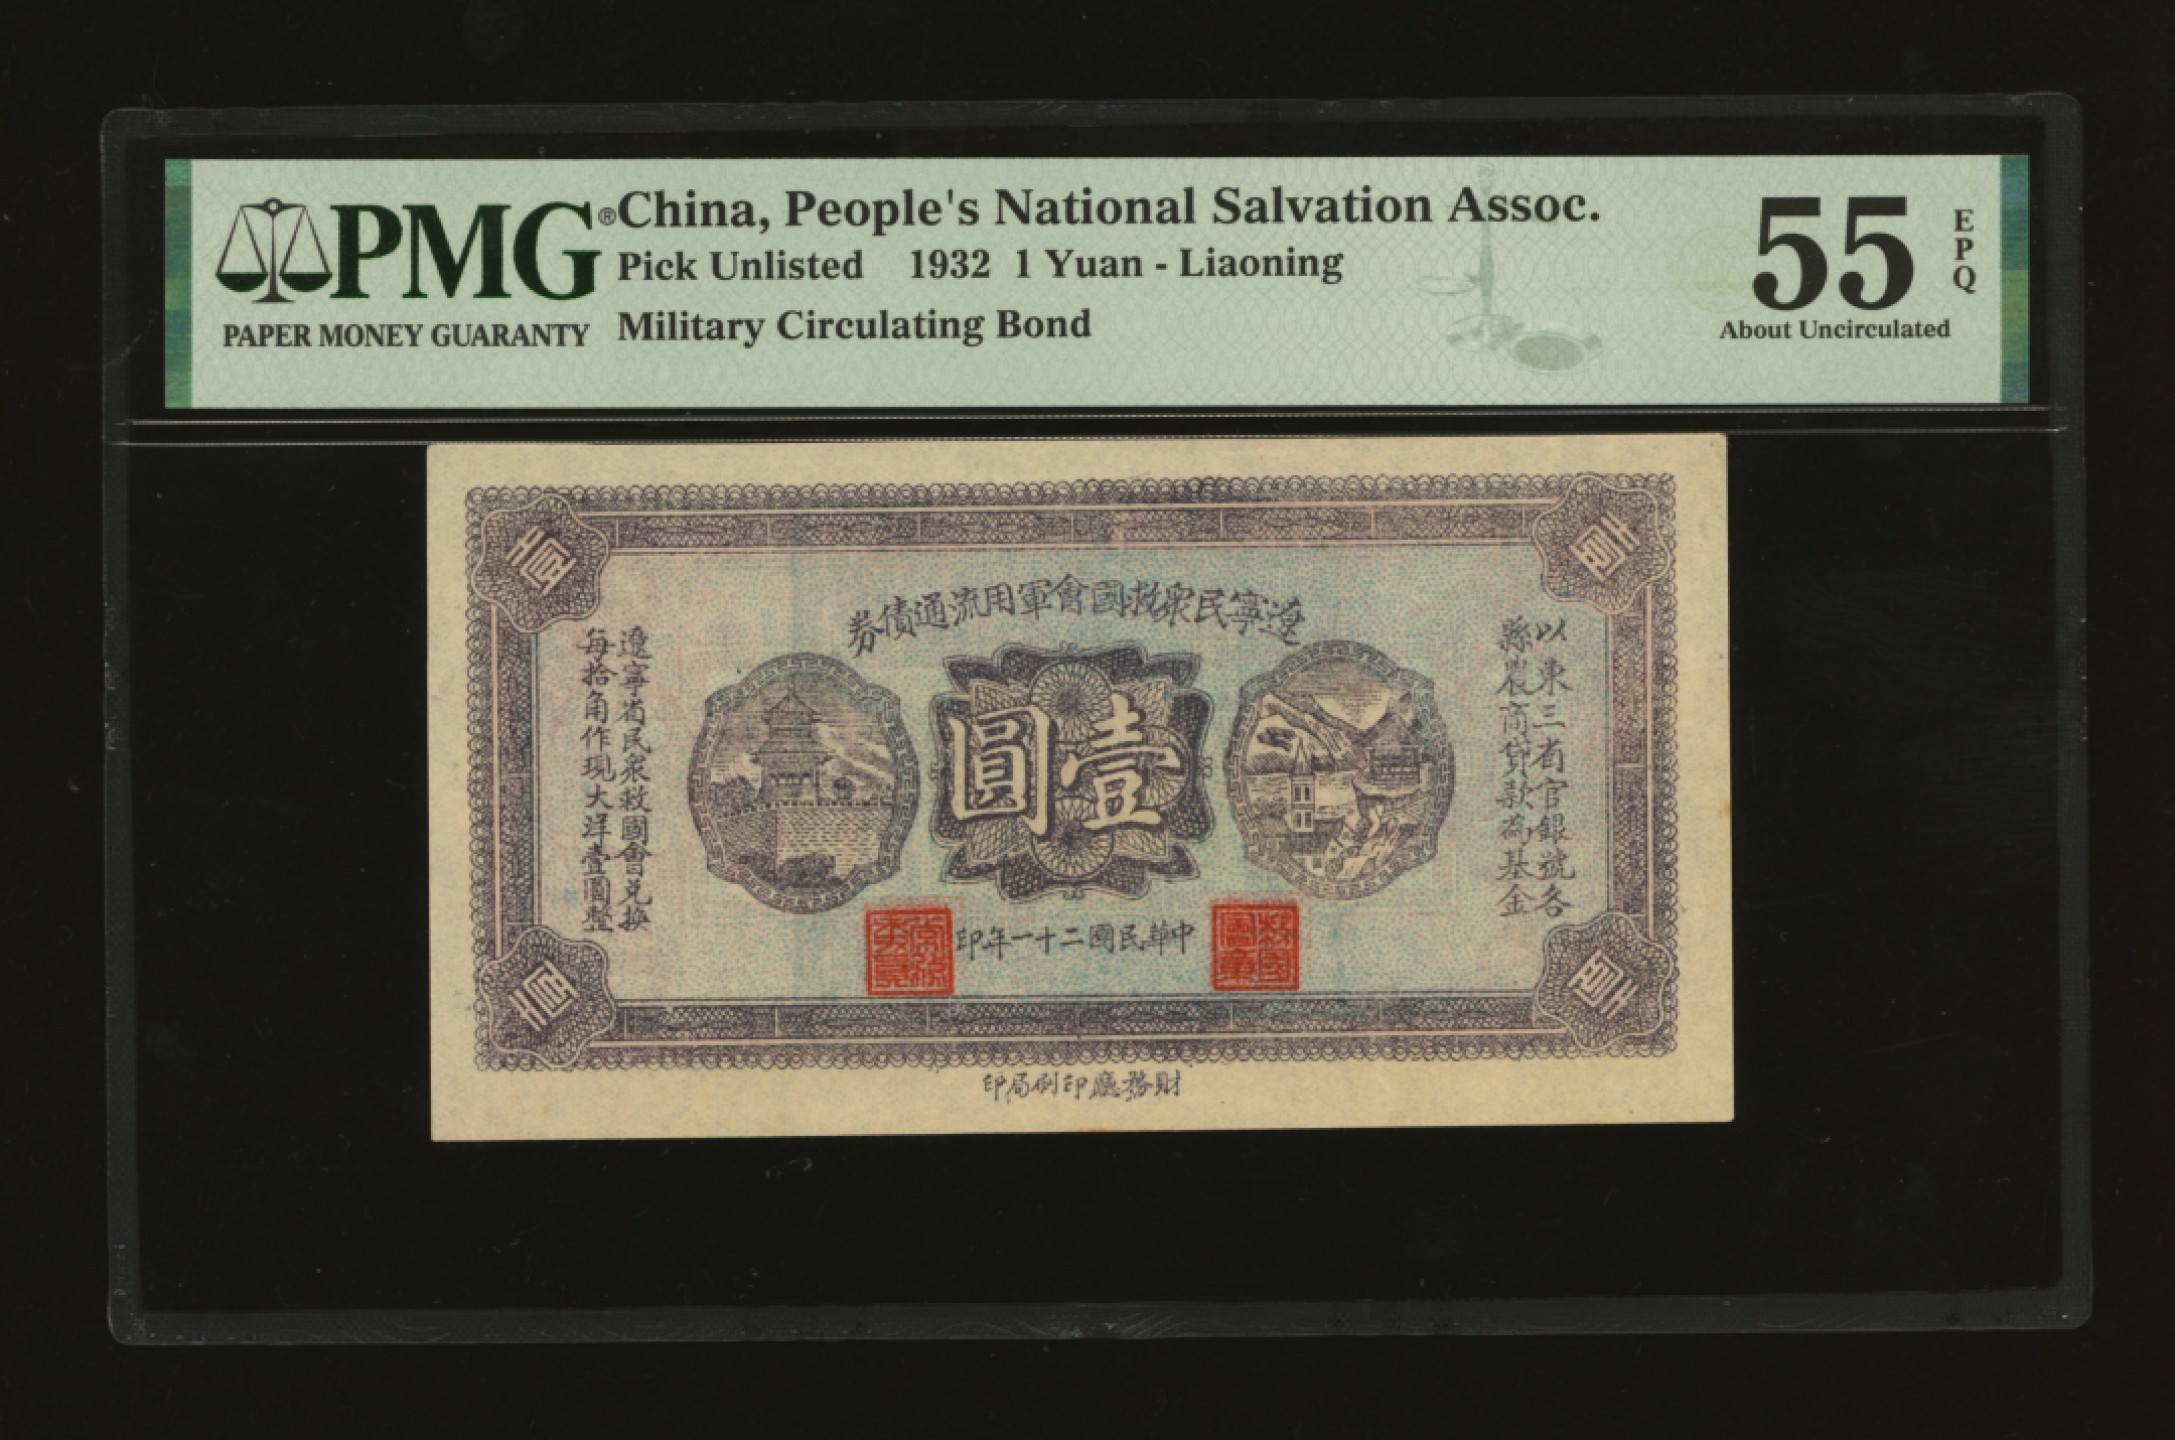 PMG®
PAPER MONEY GUARANTY
China, People's National Salvation Assoc.
Pick Unlisted 1932 1 Yuan - Liaoning
Military Circulating Bond
55
EPQ
About Uncirculated
壹
壹
遼寧民衆救國會軍用流通債券
以東三省官銀號各
縣農商貸款為基金
壹圓
遼寧省民衆救國會兌換
每拾角作現大洋壹圓整
中華民國二十一年印
壹
壹
財務廳印刷局印